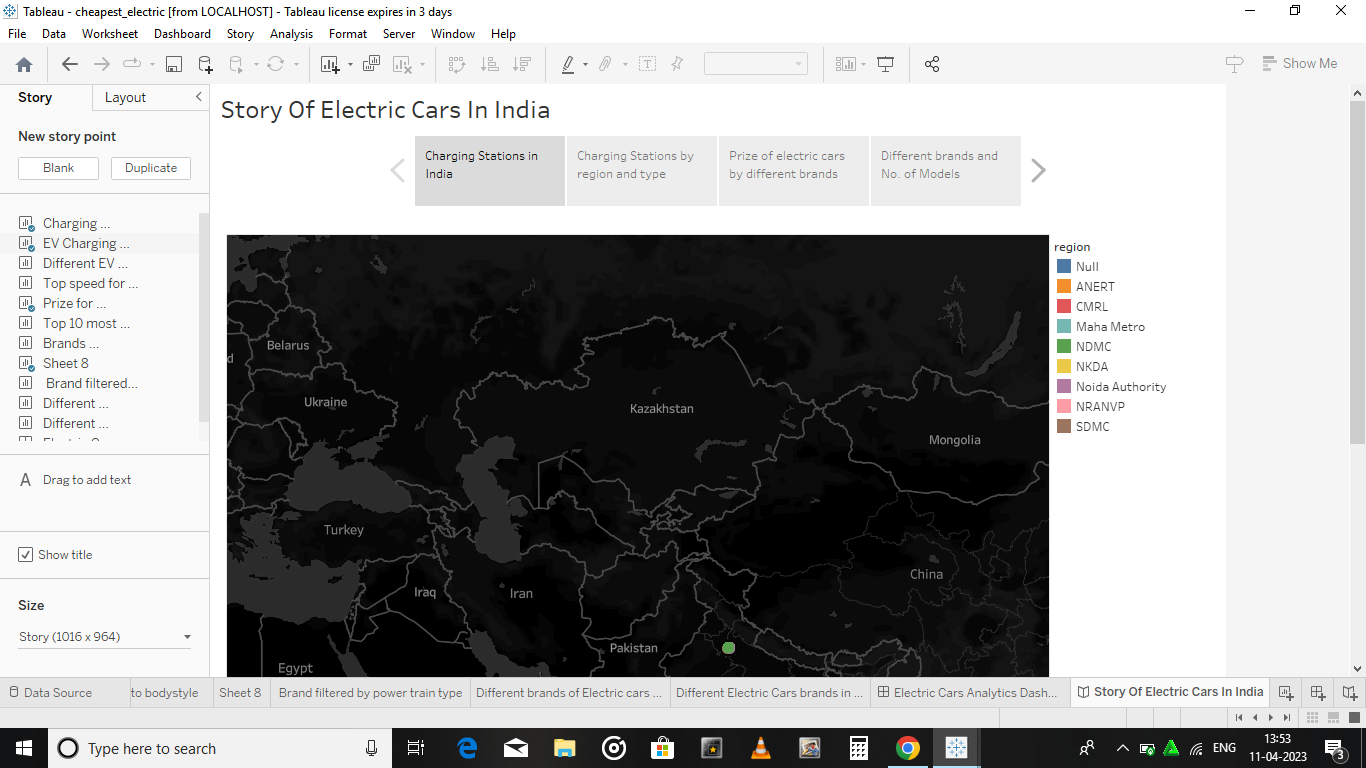 Tableau - cheapest_electric [from LOCALHOST] - Tableau license expires in 3 days
File Data Worksheet Dashboard Story Analysis Format Server Window Help
Show Me
Story Layout
New story point
Blank Duplicate
Charging ...
EV Charging ...
Different EV ...
Top speed for ...
Prize for ...
Top 10 most ...
Brands ...
Sheet 8
Brand filtered...
Different ...
Different ...
A Drag to add text
Show title
Size
Story (1016 x 964)
Story Of Electric Cars In India
Charging Stations in
India
Charging Stations by
region and type
Prize of electric cars
by different brands
Different brands and
No. of Models
Belarus
d
Ukraine
Kazakhstan
Mongolia
Turkey
China
Iraq
Iran
Pakistan
Egypt
region
Null
ANERT
CMRL
Maha Metro
NDMC
NKDA
Noida Authority
NRANVP
SDMC
Data Source to bodystyle Sheet 8 Brand filtered by power train type Different brands of Electric cars ... Different Electric Cars brands in ... Electric Cars Analytics Dash... Story Of Electric Cars In India
Type here to search
ENG
13:53
11-04-2023
3